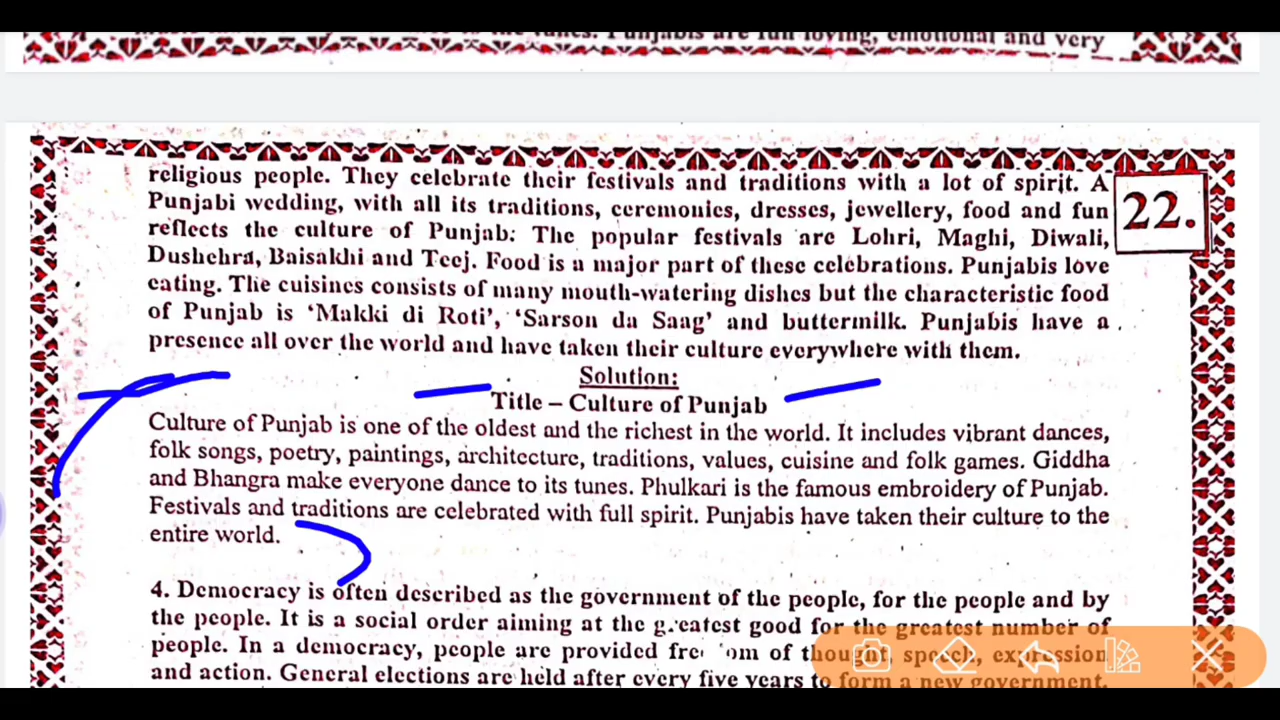 Punjabis are fun loving, emotional and very
religious people. They celebrate their festivals and traditions with a lot of spirit. A
Punjabi wedding, with all its traditions, ceremonies, dresses, jewellery, food and fun
22.
reflects the culture of Punjab: The popular festivals are Lohri, Maghi, Diwali,
Dushehra, Baisakhi and Teej. Food is a major part of these celebrations. Punjabis love
eating. The cuisines consists of many mouth-watering dishes but the characteristic food
of Punjab is ‘Makki di Roti’, ‘Sarson da Saag’ and buttermilk. Punjabis have a
presence all over the world and have taken their culture everywhere with them.
Solution:
Title – Culture of Punjab
Culture of Punjab is one of the oldest and the richest in the world. It includes vibrant dances,
folk songs, poetry, paintings, architecture, traditions, values, cuisine and folk games. Giddha
and Bhangra make everyone dance to its tunes. Phulkari is the famous embroidery of Punjab.
Festivals and traditions are celebrated with full spirit. Punjabis have taken their culture to the
entire world.
4. Democracy is often described as the government of the people, for the people and by
the people. It is a social order aiming at the greatest good for the greatest number of
people. In a democracy, people are provided of thought, speech, expression
and action. General elections are held after every five years to form a new government.